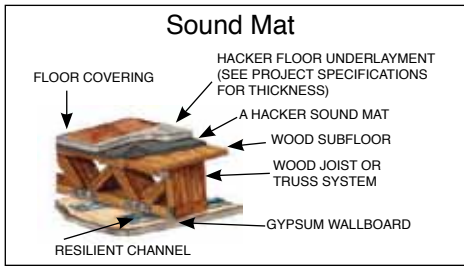 Sound Mat
HACKER FLOOR UNDERLAYMENT
(SEE PROJECT SPECIFICATIONS
FOR THICKNESS)
FLOOR COVERING
A HACKER SOUND MAT
WOOD SUBFLOOR
WOOD JOIST OR
TRUSS SYSTEM
GYPSUM WALLBOARD
RESILIENT CHANNEL